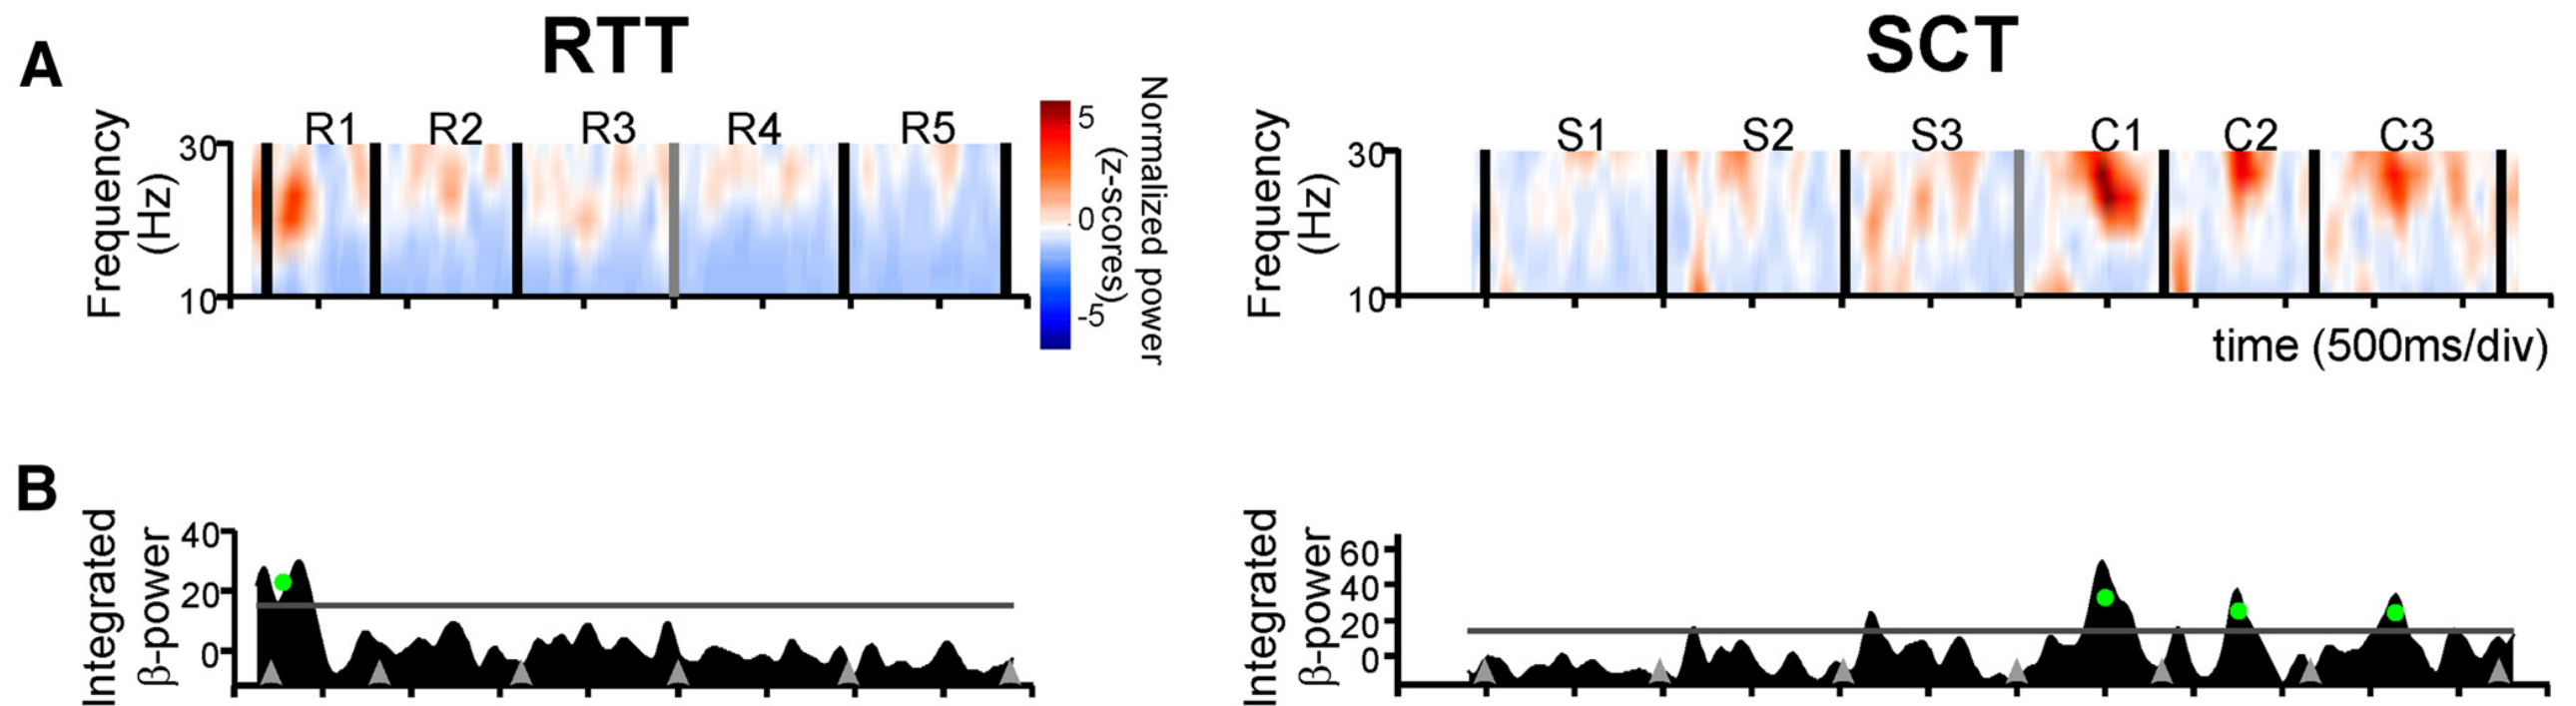 A
RTT
SCT
R1 R2 R3 R4 R5
S1 S2 S3 C1 C2 C3
Frequency
(Hz)
30
10
5
0
-5
Normalized power
(z-scores)
Frequency
(Hz)
30
10
time (500ms/div)
B
Integrated
β-power
40
20
0
Integrated
β-power
60
40
20
0